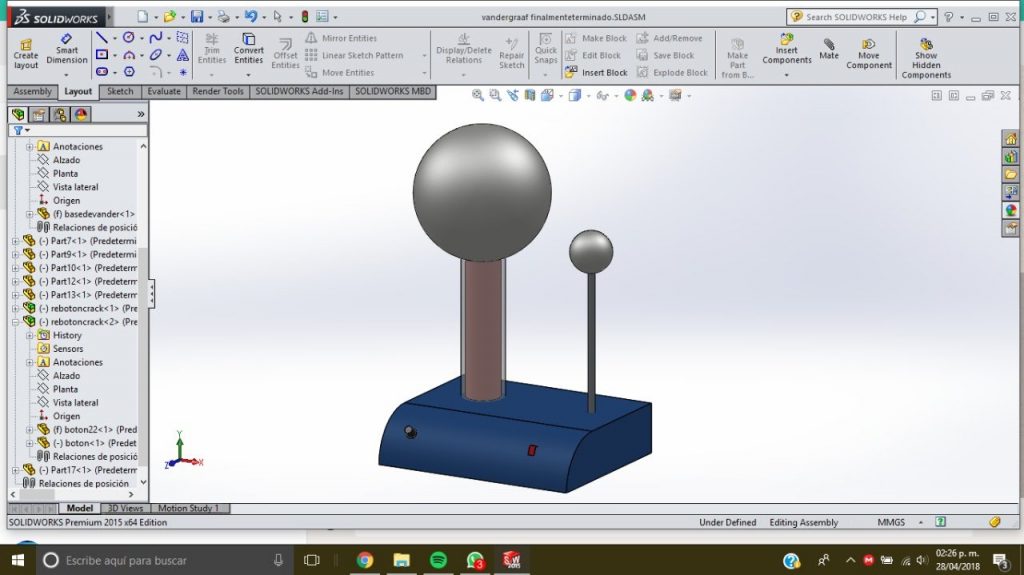 SOLIDWORKS
vandergraaf finalmenteterminado.SLDASM
Search SOLIDWORKS Help
Create layout
Smart Dimension
Trim Entities
Convert Entities
Offset Entities
Mirror Entities
Linear Sketch Pattern
Move Entities
Display/Delete Relations
Repair Sketch
Quick Snaps
Make Block
Edit Block
Insert Block
Add/Remove
Save Block
Explode Block
Make Part from B...
Insert Components
Mate
Move Component
Show Hidden Components
Assembly
Layout
Sketch
Evaluate
Render Tools
SOLIDWORKS Add-Ins
SOLIDWORKS MBD
Anotaciones
Alzado
Planta
Vista lateral
Origen
(f) basedevander<1>
Relaciones de posició
(-) Part7<1> (Predetermi
(-) Part9<1> (Predetermi
(-) Part10<1> (Predeterm
(-) Part12<1> (Predeterm
(-) Part13<1> (Predeterm
(-) rebotoncrack<1> (Pre
(-) rebotoncrack<2> (Pre
History
Sensors
Anotaciones
Alzado
Planta
Vista lateral
Origen
(f) boton22<1> (Predet
(-) boton<1> (Predet
Relaciones de posició
(-) Part17<1> (Predeterm
Relaciones de posición
Y
Z
X
Model
3D Views
Motion Study 1
SOLIDWORKS Premium 2015 x64 Edition
Under Defined
Editing Assembly
MMGS
Escribe aquí para buscar
3
SW
2015
02:26 p. m.
28/04/2018
3